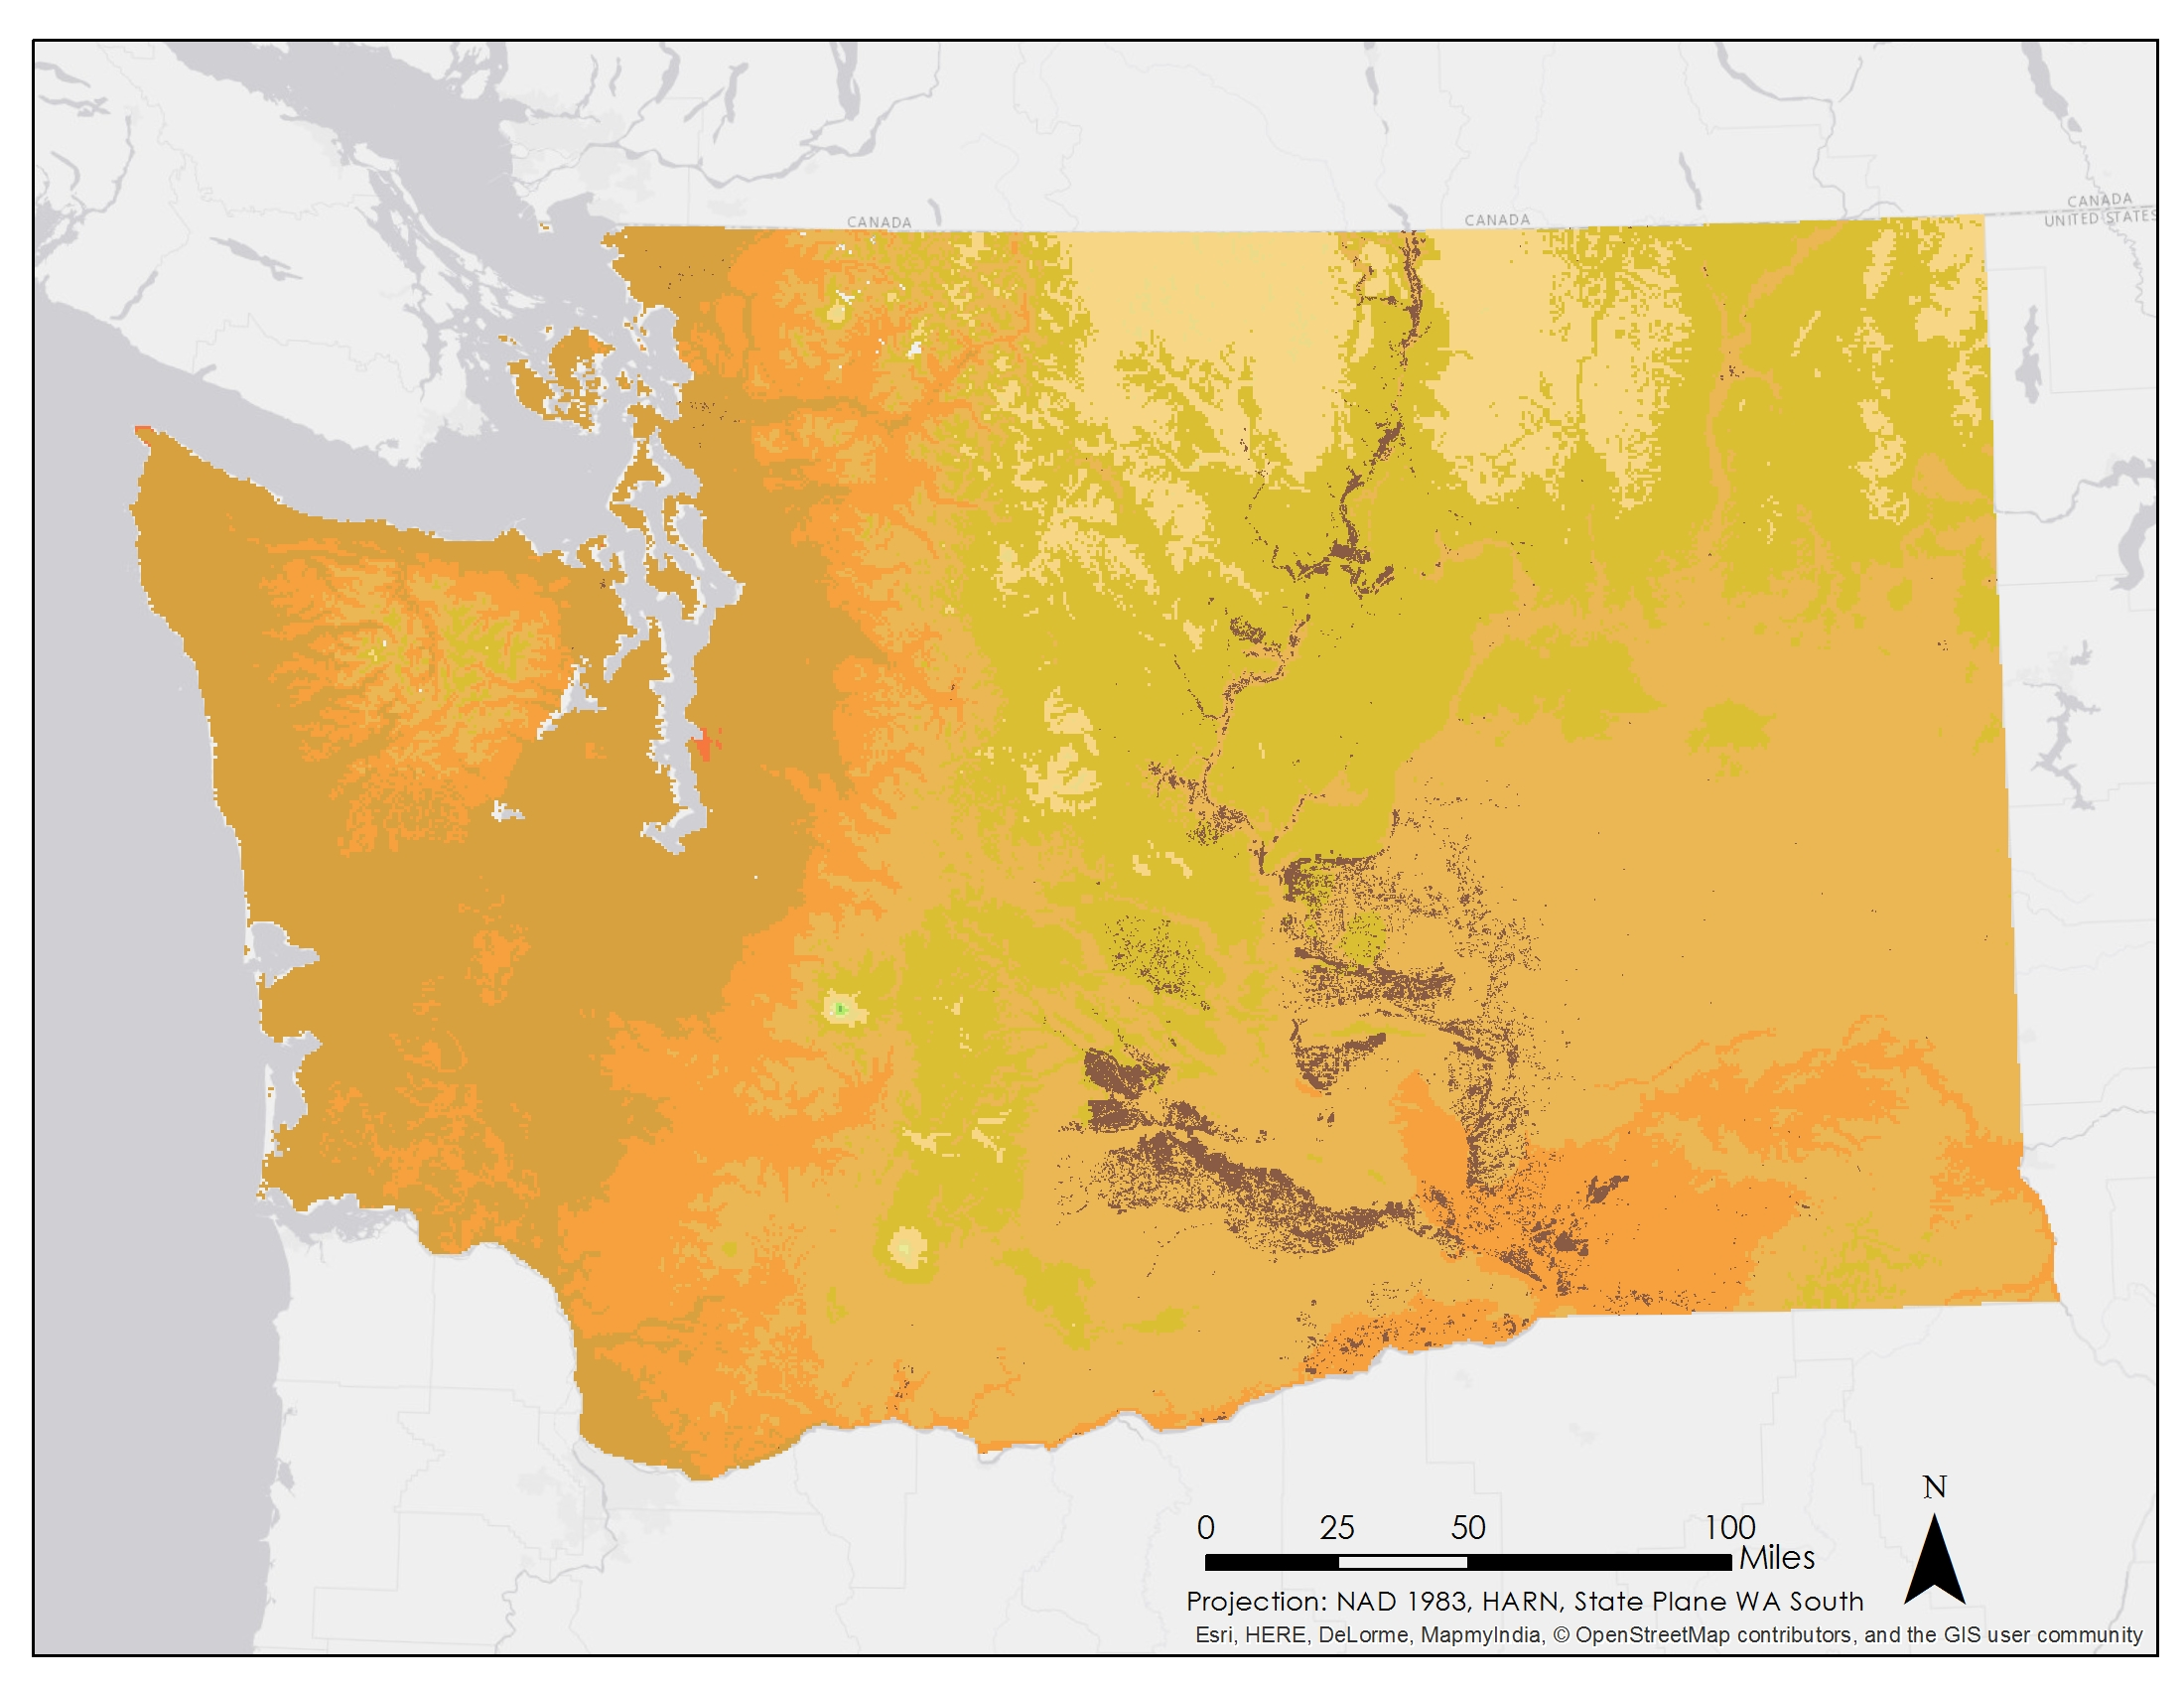 CANADA
CANADA
CANADA
UNITED STATES
N
0 25 50 100
Miles
Projection: NAD 1983, HARN, State Plane WA South
Esri, HERE, DeLorme, MapmyIndia, © OpenStreetMap contributors, and the GIS user community